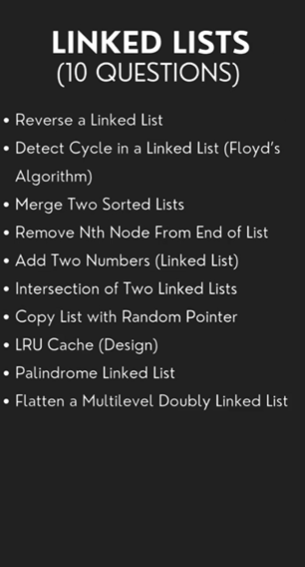 LINKED LISTS
(10 QUESTIONS)
• Reverse a Linked List
• Detect Cycle in a Linked List (Floyd's
Algorithm)
• Merge Two Sorted Lists
• Remove Nth Node From End of List
• Add Two Numbers (Linked List)
• Intersection of Two Linked Lists
• Copy List with Random Pointer
• LRU Cache (Design)
• Palindrome Linked List
• Flatten a Multilevel Doubly Linked List